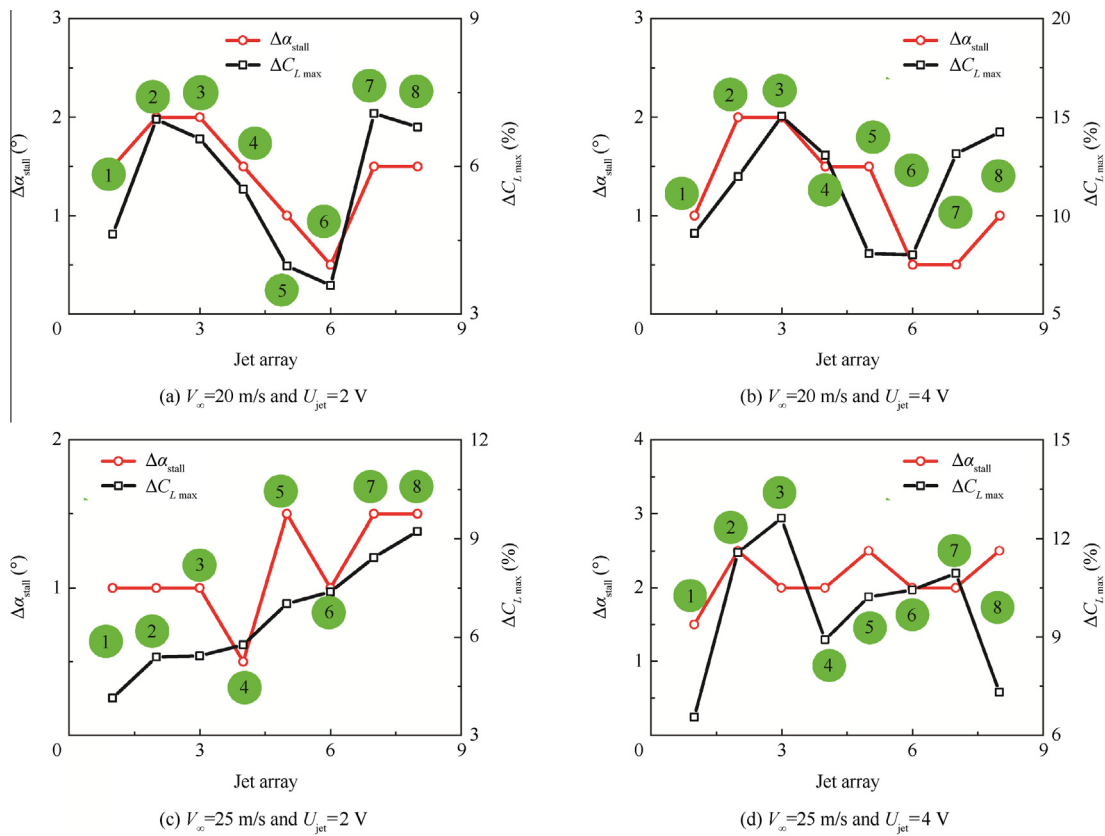 3
2
1
0
Δα_stall (°)
Δα_stall
ΔC_L max
1
2
3
4
5
6
7
8
9
6
3
ΔC_L max (%)
3 6 9
Jet array
(a) V∞=20 m/s and U_jet=2 V
3
2
1
0
Δα_stall (°)
Δα_stall
ΔC_L max
1
2
3
4
5
6
7
8
20
15
10
5
ΔC_L max (%)
3 6 9
Jet array
(b) V∞=20 m/s and U_jet=4 V
2
1
0
Δα_stall (°)
Δα_stall
ΔC_L max
1
2
3
4
5
6
7
8
12
9
6
3
ΔC_L max (%)
3 6 9
Jet array
(c) V∞=25 m/s and U_jet=2 V
4
3
2
1
0
Δα_stall (°)
Δα_stall
ΔC_L max
1
2
3
4
5
6
7
8
15
12
9
6
ΔC_L max (%)
3 6 9
Jet array
(d) V∞=25 m/s and U_jet=4 V